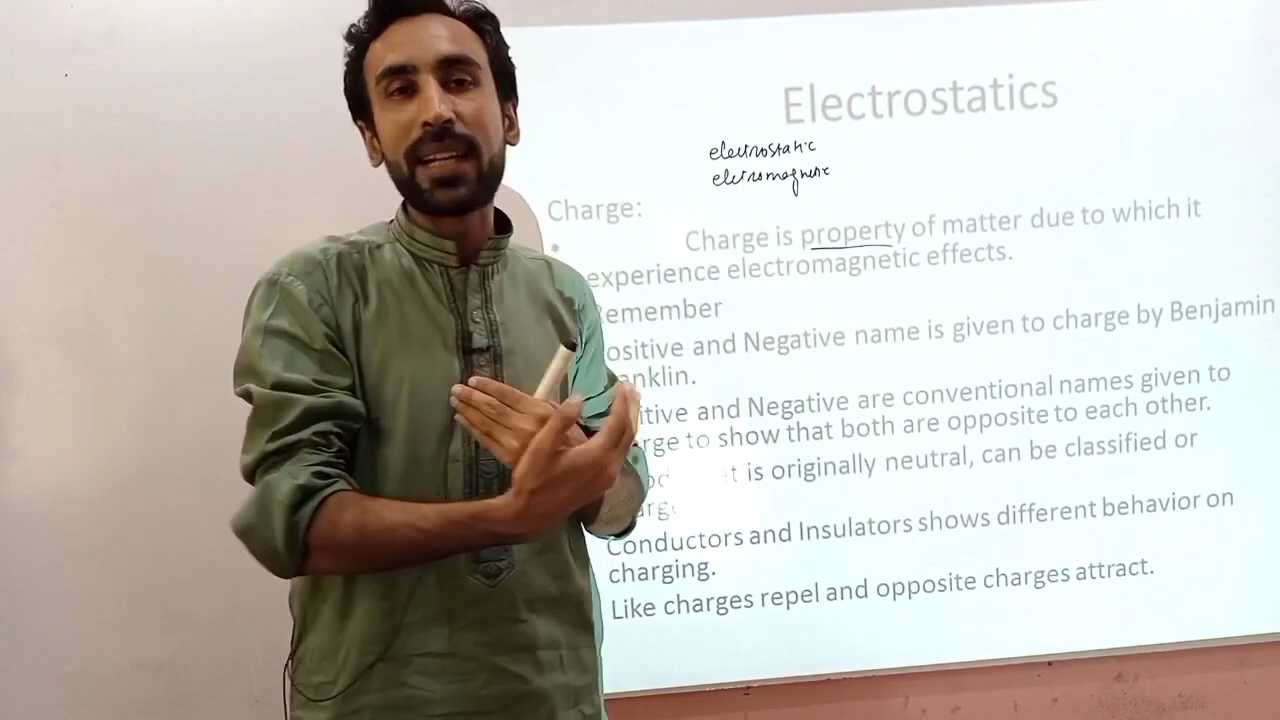 Electrostatics
electrostatic
elctromagnetic
Charge:
• Charge is property of matter due to which it
experience electromagnetic effects.
emember
ositive and Negative name is given to charge by Benjamin
anklin.
itive and Negative are conventional names given to
rge to show that both are opposite to each other.
t is originally neutral, can be classified or
arg
Conductors and Insulators shows different behavior on
charging.
Like charges repel and opposite charges attract.